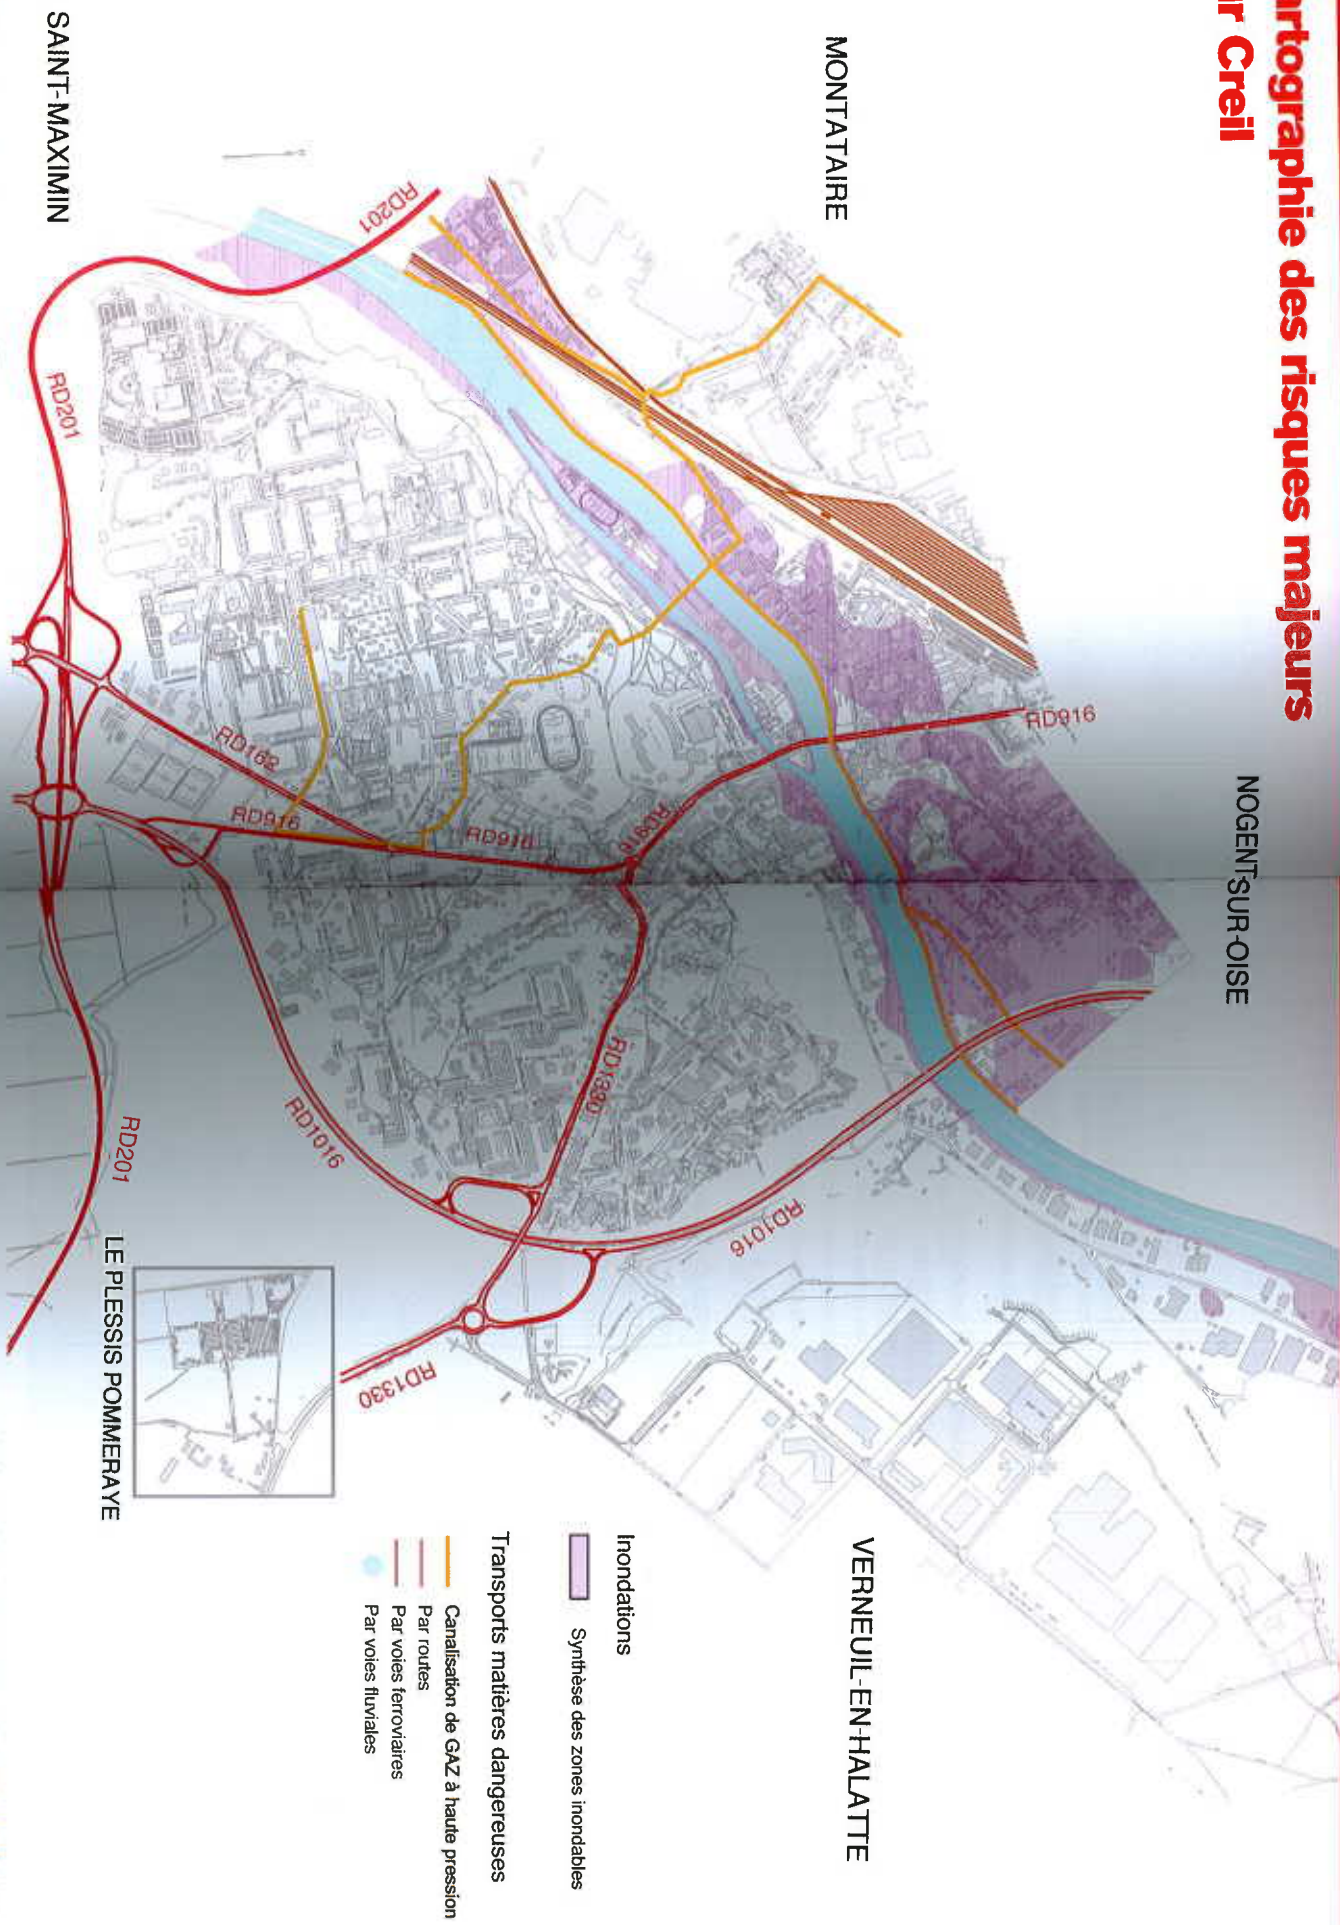 artographie des risques majeurs
r Creil
NOGENT-SUR-OISE
MONTATAIRE
VERNEUIL-EN-HALATTE
SAINT-MAXIMIN
LE PLESSIS POMMERAYE
RD201
RD201
RD201
RD162
RD916
RD916
RD916
RD916
RD1330
RD1330
RD1016
RD1016
Inondations
Synthèse des zones inondables
Transports matières dangereuses
Canalisation de GAZ à haute pression
Par routes
Par voies ferroviaires
Par voies fluviales